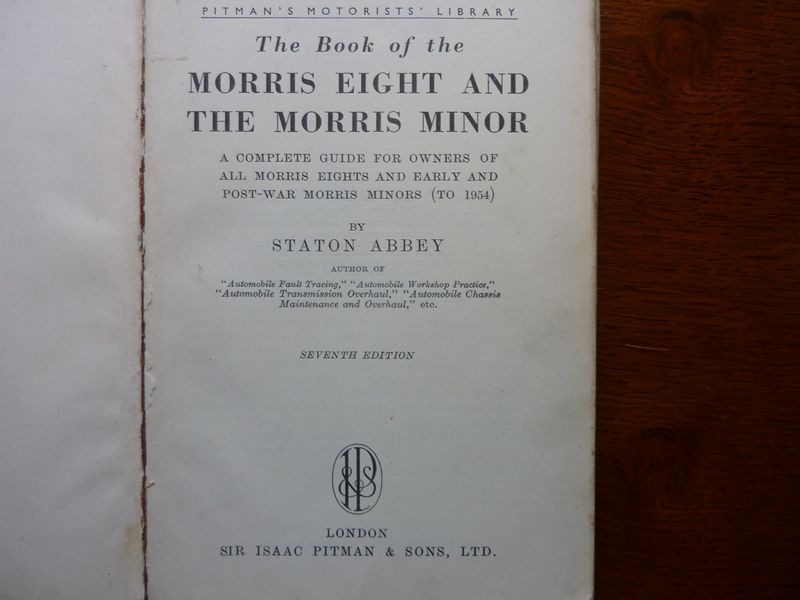 PITMAN'S MOTORISTS' LIBRARY
The Book of the
MORRIS EIGHT AND
THE MORRIS MINOR
A COMPLETE GUIDE FOR OWNERS OF
ALL MORRIS EIGHTS AND EARLY AND
POST-WAR MORRIS MINORS (TO 1954)
BY
STATON ABBEY
AUTHOR OF
"Automobile Fault Tracing," "Automobile Workshop Practice,"
"Automobile Transmission Overhaul," "Automobile Chassis
Maintenance and Overhaul," etc.
SEVENTH EDITION
LONDON
SIR ISAAC PITMAN & SONS, LTD.